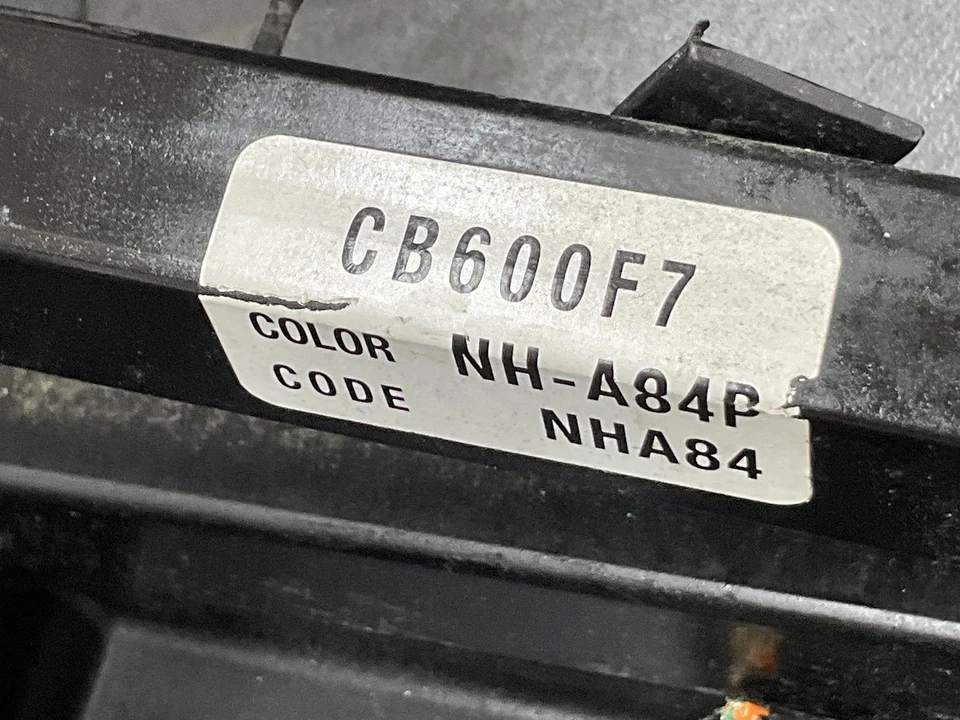 CB600F7
COLOR NH-A84P
CODE NHA84